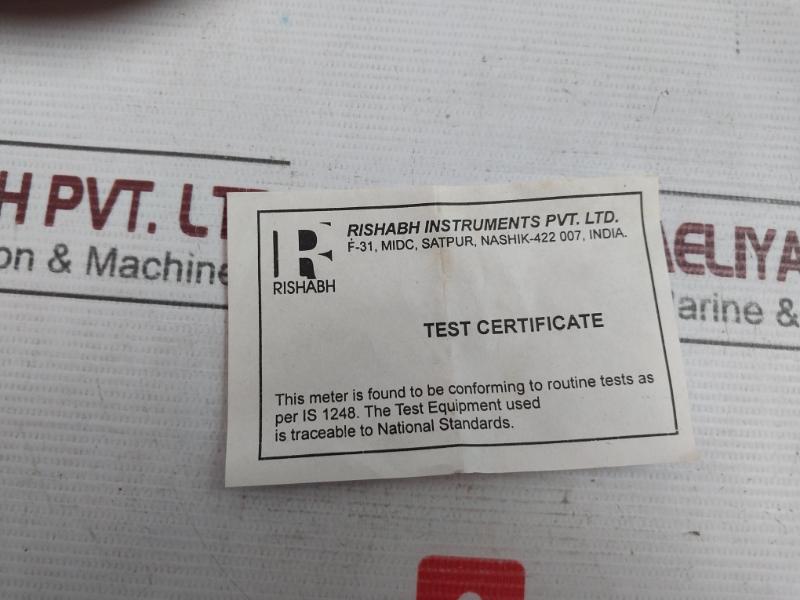 H PVT. LT
on & Machine
AELIYA
arine &
RISHABH
RISHABH INSTRUMENTS PVT. LTD.
F-31, MIDC, SATPUR, NASHIK-422 007, INDIA.
TEST CERTIFICATE
This meter is found to be conforming to routine tests as
per IS 1248. The Test Equipment used
is traceable to National Standards.